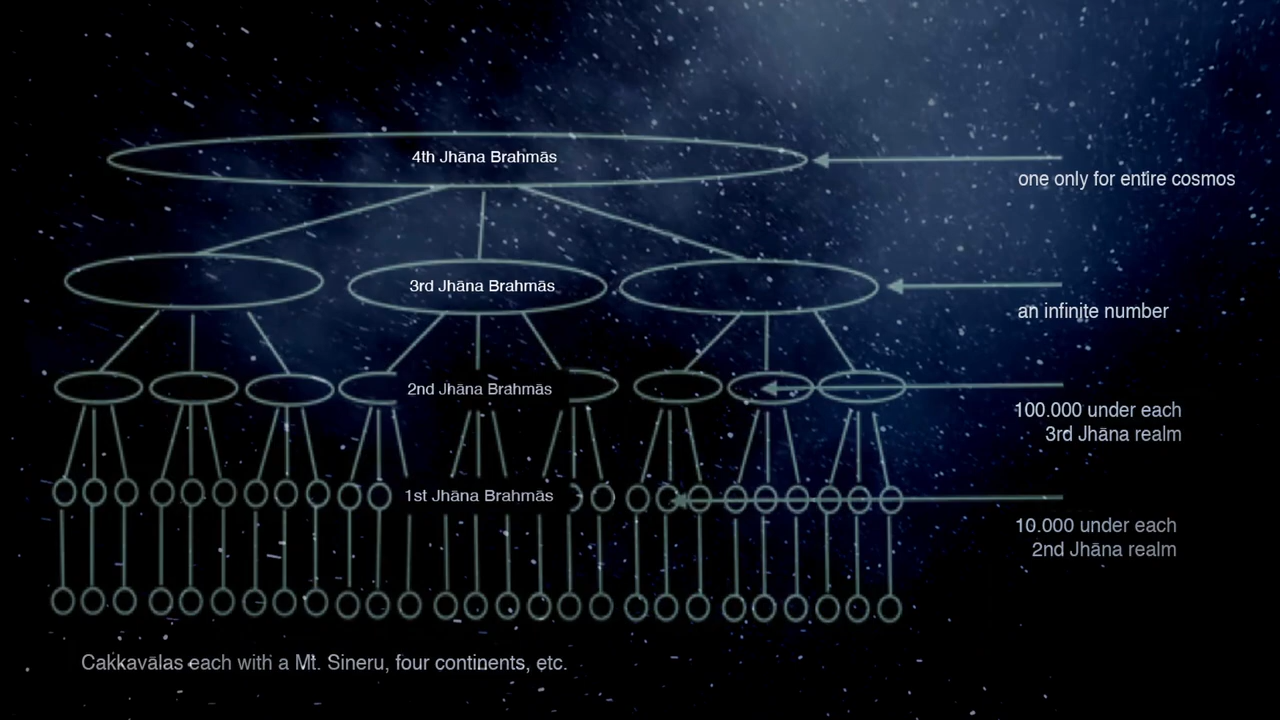 4th Jhāna Brahmās
one only for entire cosmos
3rd Jhāna Brahmās
an infinite number
2nd Jhāna Brahmās
100.000 under each
3rd Jhāna realm
1st Jhāna Brahmās
10.000 under each
2nd Jhāna realm
Cakkavālas each with a Mt. Sineru, four continents, etc.